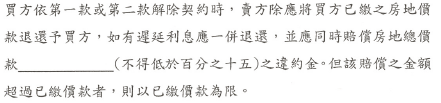 買方依第一款或第二款解除契約時，賣方除應將買方已繳之房地價
款退還予買方，如有遲延利息應一併退還，並應同時賠償房地總價
款____________(不得低於百分之十五)之違約金。但該賠償之金額
超過已繳價款者，則以已繳價款為限。